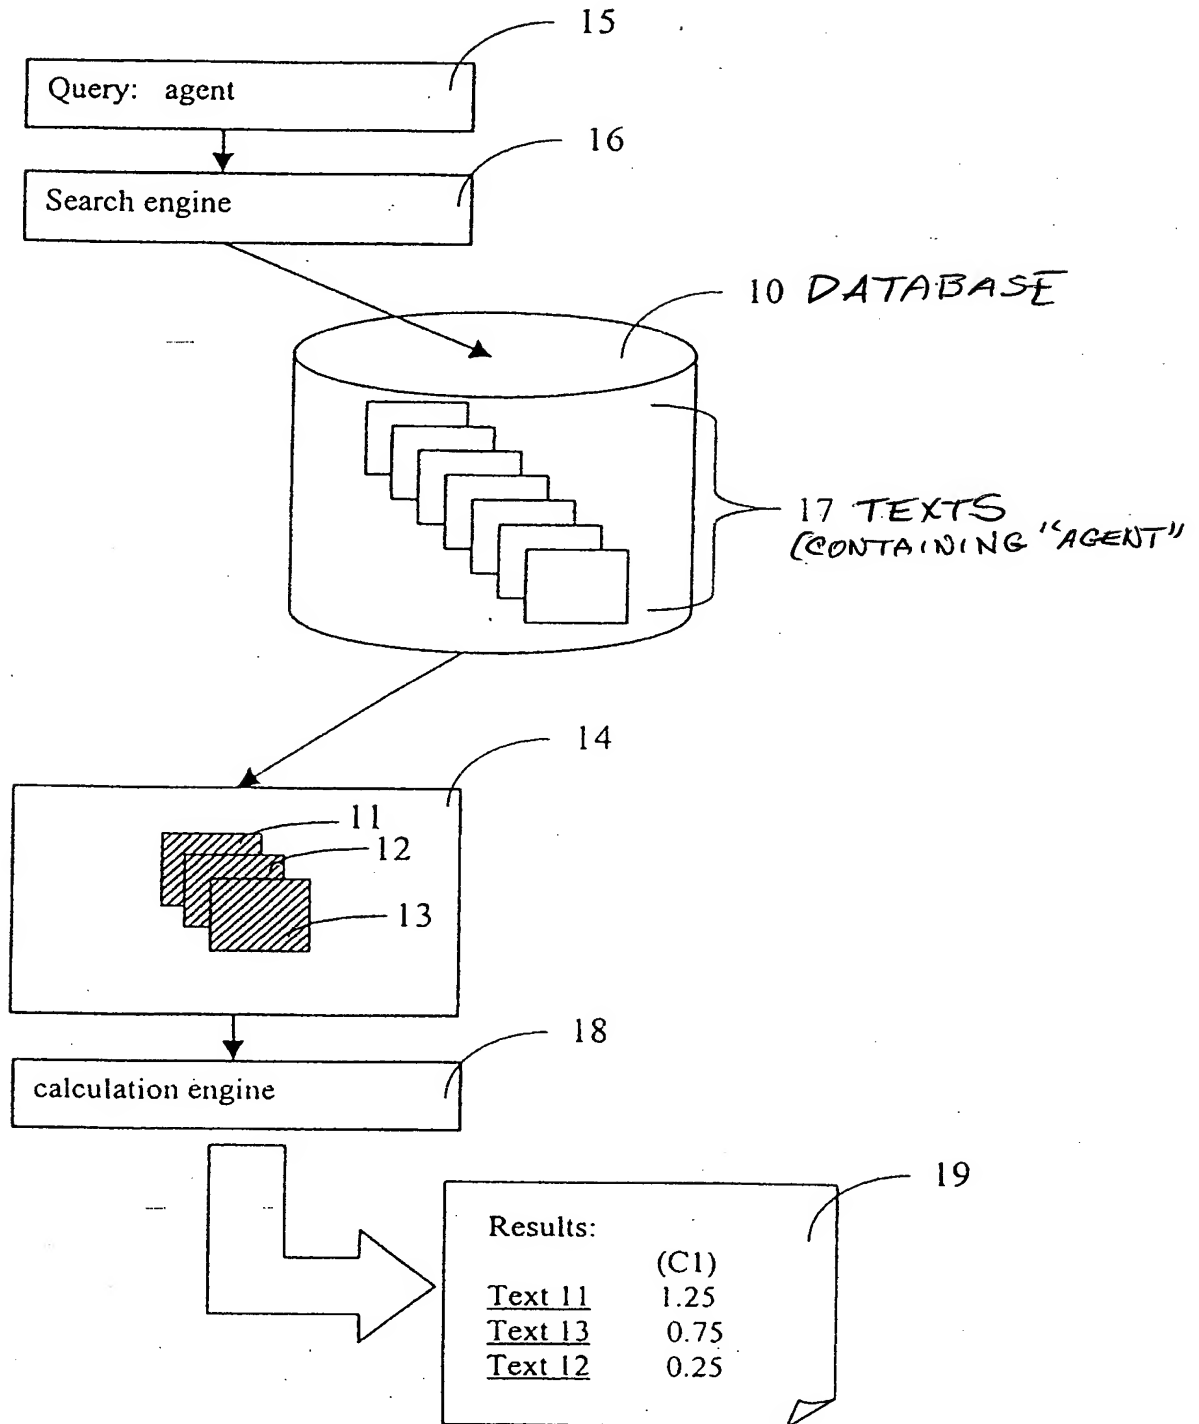 15
Query: agent
16
Search engine
10 DATABASE
17 TEXTS
(CONTAINING "AGENT"
14
11
12
13
18
calculation engine
19
Results:
(C1)
Text 11 1.25
Text 13 0.75
Text 12 0.25